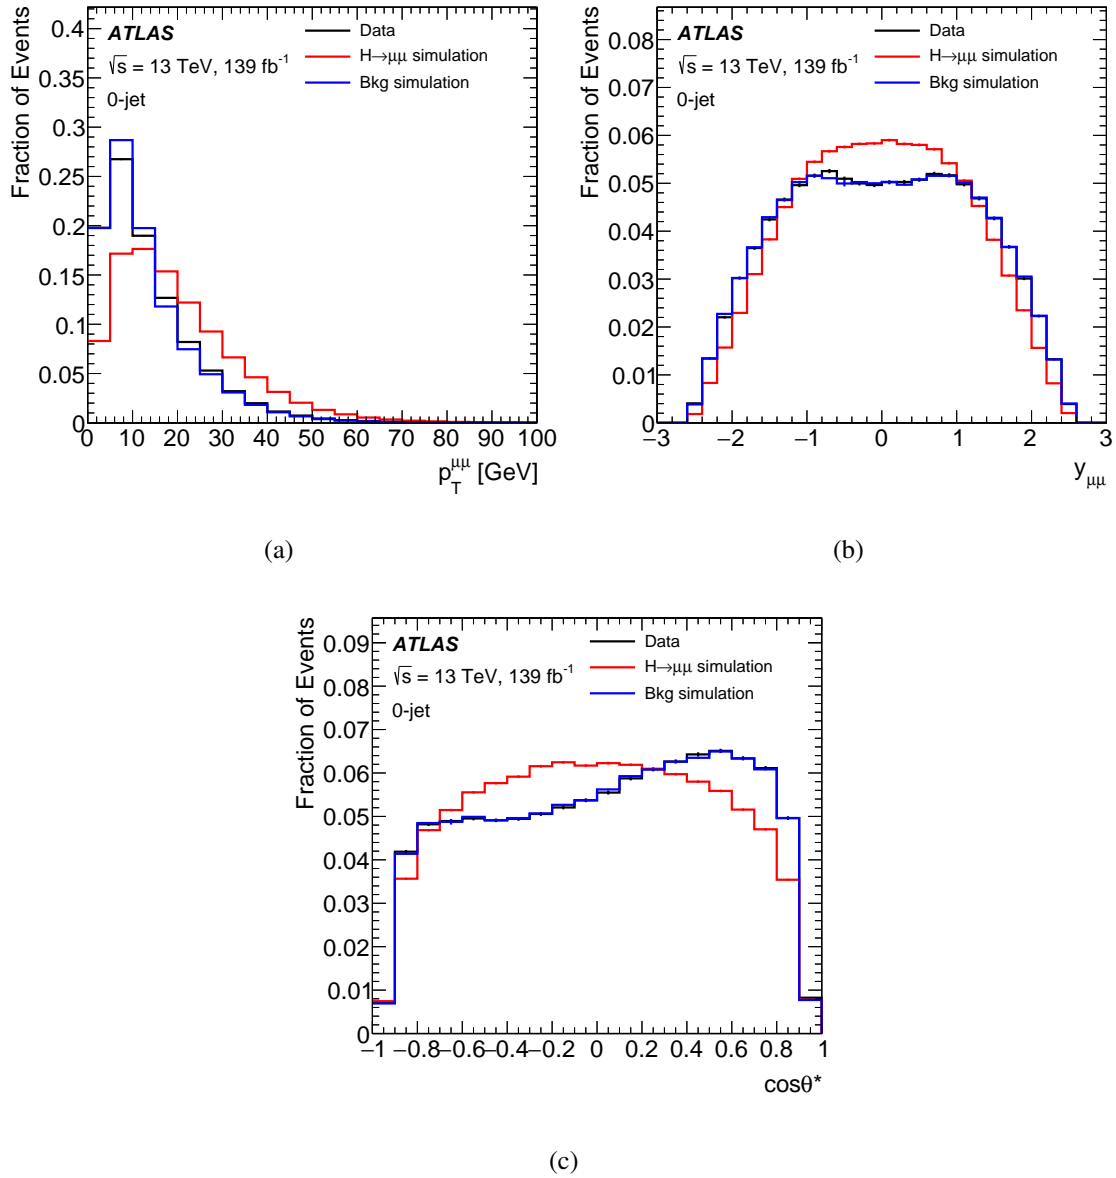 ATLAS
√s = 13 TeV, 139 fb⁻¹
0-jet
Data
H→μμ simulation
Bkg simulation
Fraction of Events
0.4
0.35
0.3
0.25
0.2
0.15
0.1
0.05
0
0 10 20 30 40 50 60 70 80 90 100
p_T^μμ [GeV]
(a)
ATLAS
√s = 13 TeV, 139 fb⁻¹
0-jet
Data
H→μμ simulation
Bkg simulation
Fraction of Events
0.08
0.07
0.06
0.05
0.04
0.03
0.02
0.01
0
−3 −2 −1 0 1 2 3
y_μμ
(b)
ATLAS
√s = 13 TeV, 139 fb⁻¹
0-jet
Data
H→μμ simulation
Bkg simulation
Fraction of Events
0.09
0.08
0.07
0.06
0.05
0.04
0.03
0.02
0.01
0
−1 −0.8 −0.6 −0.4 −0.2 0 0.2 0.4 0.6 0.8 1
cosθ*
(c)